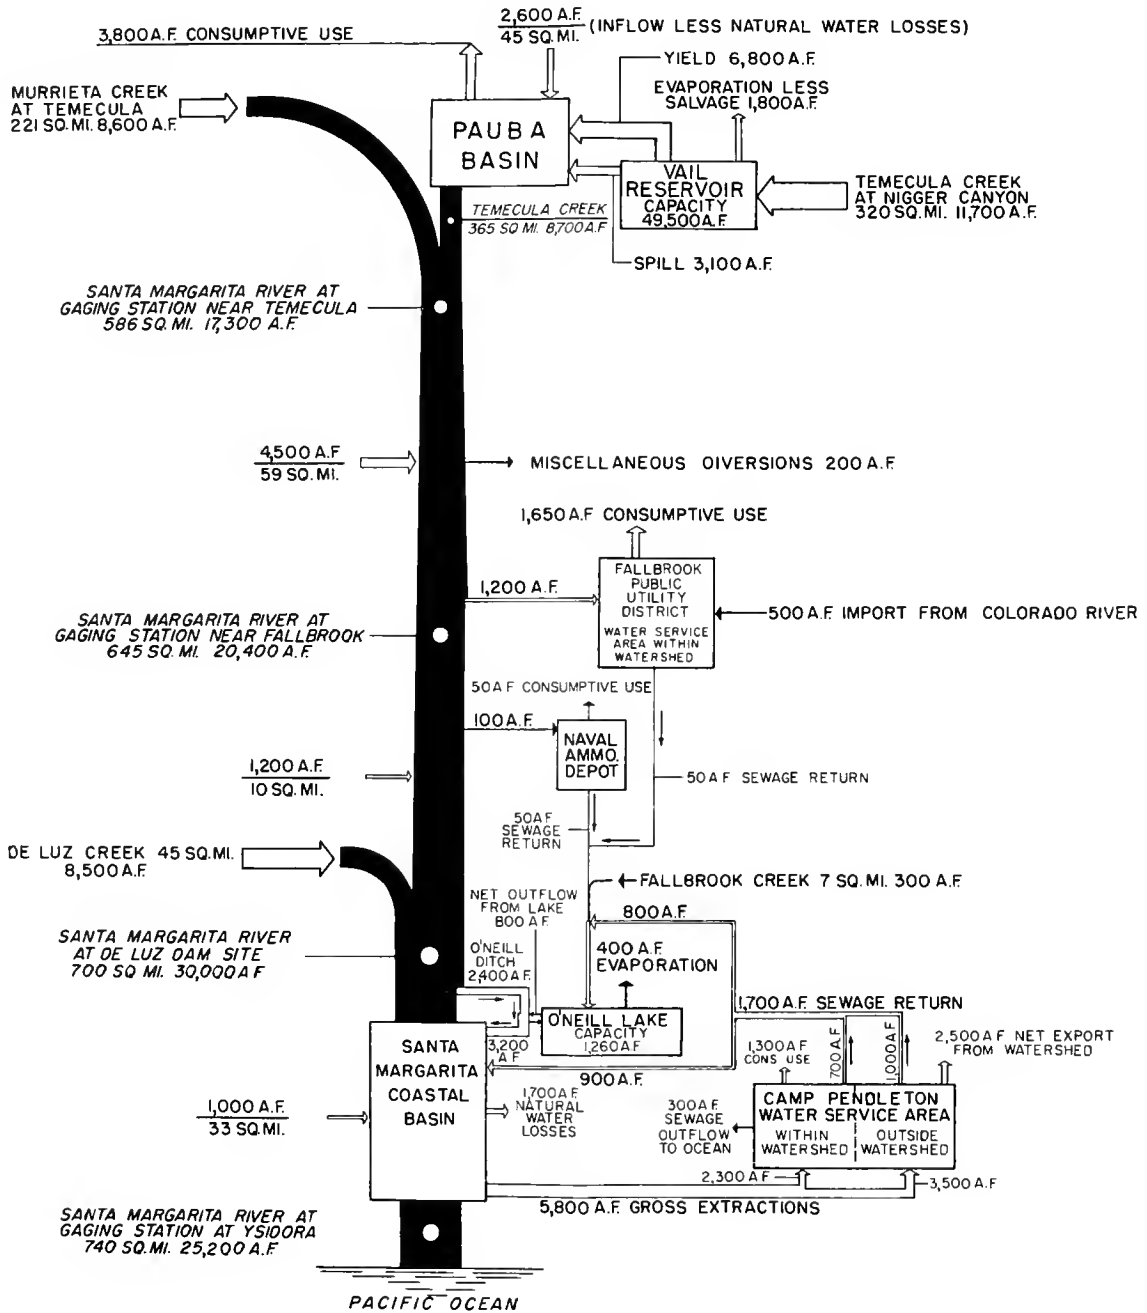 3,800 A.F. CONSUMPTIVE USE
2,600 A.F.
45 SQ. MI.
(INFLOW LESS NATURAL WATER LOSSES)
YIELD 6,800 A.F.
EVAPORATION LESS
SALVAGE 1,800 A.F.
MURRIETA CREEK
AT TEMECULA
221 SQ. MI. 8,600 A.F.
PAUBA
BASIN
VAIL
RESERVOIR
CAPACITY
49,500 A.F.
TEMECULA CREEK
AT NIGGER CANYON
320 SQ. MI. 11,700 A.F.
TEMECULA CREEK
365 SQ. MI. 8,700 A.F.
SPILL 3,100 A.F.
SANTA MARGARITA RIVER AT
GAGING STATION NEAR TEMECULA
586 SQ. MI. 17,300 A.F.
4,500 A.F.
59 SQ. MI.
MISCELLANEOUS DIVERSIONS 200 A.F.
1,650 A.F. CONSUMPTIVE USE
FALLBROOK
PUBLIC
UTILITY
DISTRICT
WATER SERVICE
AREA WITHIN
WATERSHED
1,200 A.F.
500 A.F. IMPORT FROM COLORADO RIVER
SANTA MARGARITA RIVER AT
GAGING STATION NEAR FALLBROOK
645 SQ. MI. 20,400 A.F.
50 A.F. CONSUMPTIVE USE
100 A.F.
NAVAL
AMMO.
DEPOT
1,200 A.F.
10 SQ. MI.
50 A.F. SEWAGE RETURN
50 A.F.
SEWAGE
RETURN
DE LUZ CREEK 45 SQ. MI.
8,500 A.F.
FALLBROOK CREEK 7 SQ. MI. 300 A.F.
NET OUTFLOW
FROM LAKE
800 A.F.
800 A.F.
SANTA MARGARITA RIVER
AT DE LUZ DAM SITE
700 SQ. MI. 30,000 A.F.
O'NEILL
DITCH
2,400 A.F.
400 A.F.
EVAPORATION
1,700 A.F. SEWAGE RETURN
O'NEILL LAKE
CAPACITY
1,260 A.F.
SANTA
MARGARITA
COASTAL
BASIN
3,200
A.F.
900 A.F.
1,300 A.F.
CONS USE
700 A.F.
1,000 A.F.
2,500 A.F. NET EXPORT
FROM WATERSHED
1,000 A.F.
33 SQ. MI.
1,700 A.F.
NATURAL
WATER
LOSSES
300 A.F.
SEWAGE
OUTFLOW
TO OCEAN
CAMP PENDLETON
WATER SERVICE AREA
WITHIN
WATERSHED
OUTSIDE
WATERSHED
2,300 A.F.
3,500 A.F.
5,800 A.F. GROSS EXTRACTIONS
SANTA MARGARITA RIVER AT
GAGING STATION AT YSIDORA
740 SQ. MI. 25,200 A.F.
PACIFIC OCEAN